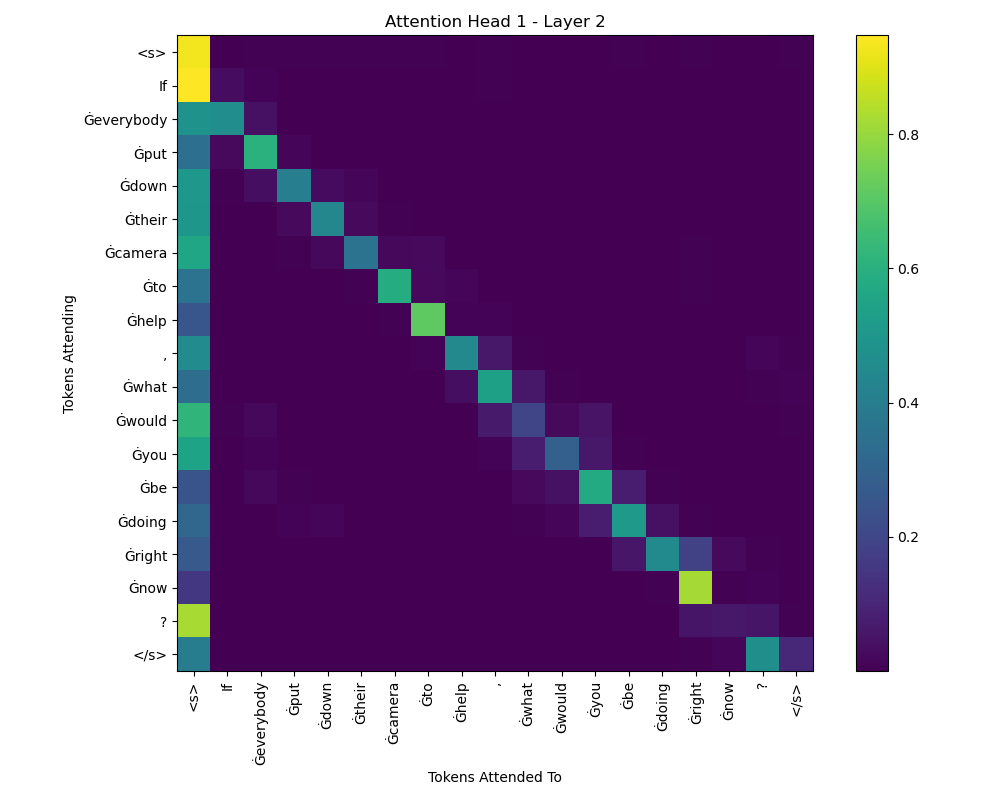 Attention Head 1 - Layer 2
<s>
If
Ġeverybody
Ġput
Ġdown
Ġtheir
Ġcamera
Ġto
Ġhelp
,
Ġwhat
Ġwould
Ġyou
Ġbe
Ġdoing
Ġright
Ġnow
?
</s>
Tokens Attending
<s>
If
Ġeverybody
Ġput
Ġdown
Ġtheir
Ġcamera
Ġto
Ġhelp
,
Ġwhat
Ġwould
Ġyou
Ġbe
Ġdoing
Ġright
Ġnow
?
</s>
Tokens Attended To
0.8
0.6
0.4
0.2